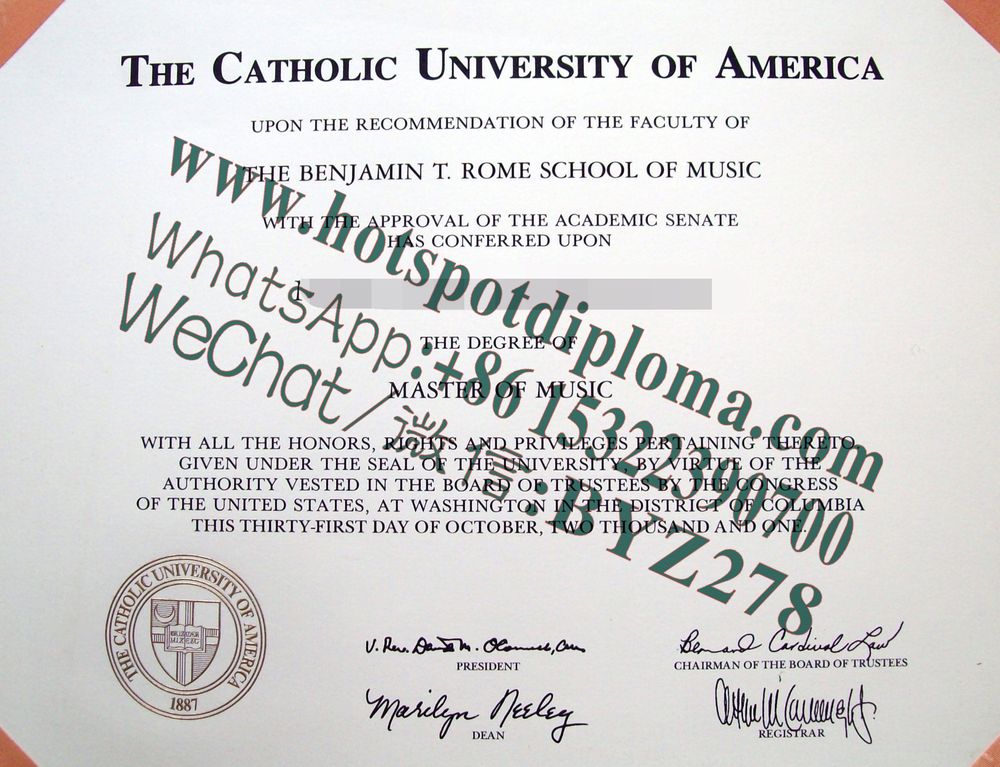 THE CATHOLIC UNIVERSITY OF AMERICA
UPON THE RECOMMENDATION OF THE FACULTY OF
THE BENJAMIN T. ROME SCHOOL OF MUSIC
WITH THE APPROVAL OF THE ACADEMIC SENATE
HAS CONFERRED UPON
THE DEGREE OF
MASTER OF MUSIC
WITH ALL THE HONORS, RIGHTS AND PRIVILEGES PERTAINING THERETO,
GIVEN UNDER THE SEAL OF THE UNIVERSITY, BY VIRTUE OF THE
AUTHORITY VESTED IN THE BOARD OF TRUSTEES BY THE CONGRESS
OF THE UNITED STATES, AT WASHINGTON IN THE DISTRICT OF COLUMBIA
THIS THIRTY-FIRST DAY OF OCTOBER, TWO THOUSAND AND ONE.
www.hotspotdiploma.com
WhatsApp:+86 15322390700
WeChat/微信:BYZ278
THE CATHOLIC UNIVERSITY OF AMERICA
1887
V. Rev. David M.
PRESIDENT
Bernard Cardinal Law
CHAIRMAN OF THE BOARD OF TRUSTEES
Marilyn Neeley
DEAN
REGISTRAR